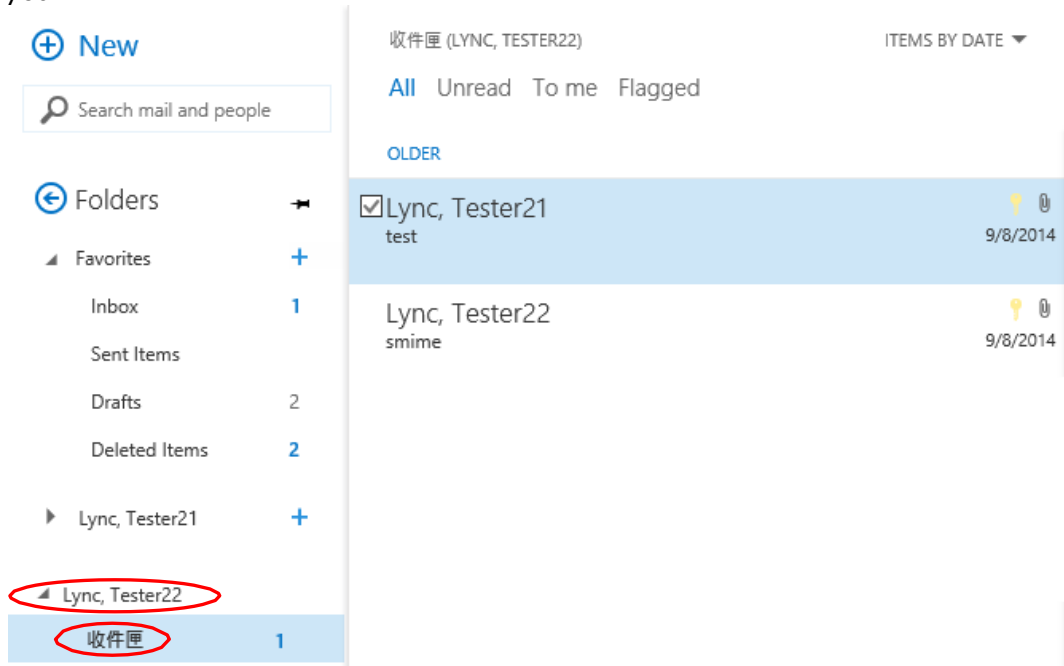 New
Search mail and people
Folders
Favorites
Inbox 1
Sent Items
Drafts 2
Deleted Items 2
Lync, Tester21
Lync, Tester22
收件匣 1
收件匣 (LYNC, TESTER22) ITEMS BY DATE
All Unread To me Flagged
OLDER
Lync, Tester21
test 9/8/2014
Lync, Tester22
smime 9/8/2014